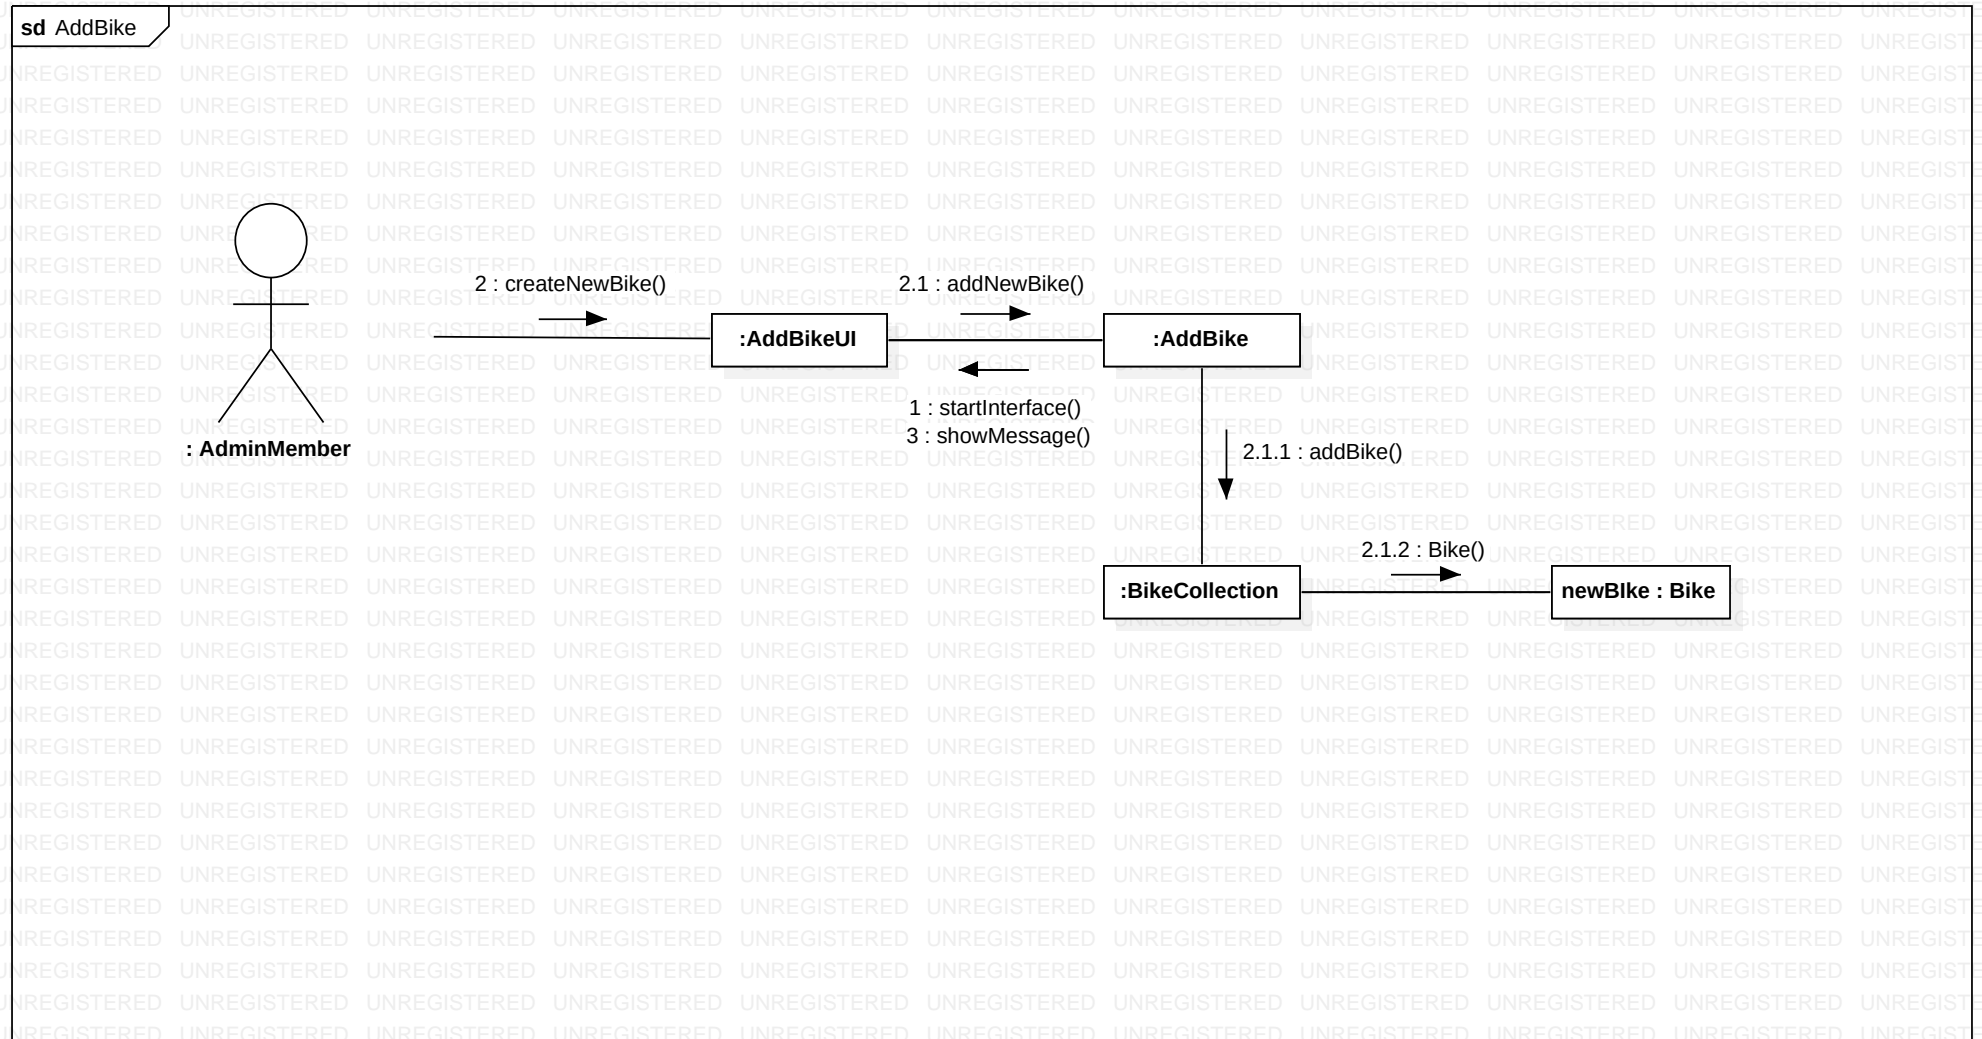 sd AddBike
2 : createNewBike()
2.1 : addNewBike()
:AddBikeUI
:AddBike
1 : startInterface()
3 : showMessage()
: AdminMember
2.1.1 : addBike()
2.1.2 : Bike()
:BikeCollection
newBIke : Bike
UNREGISTERED